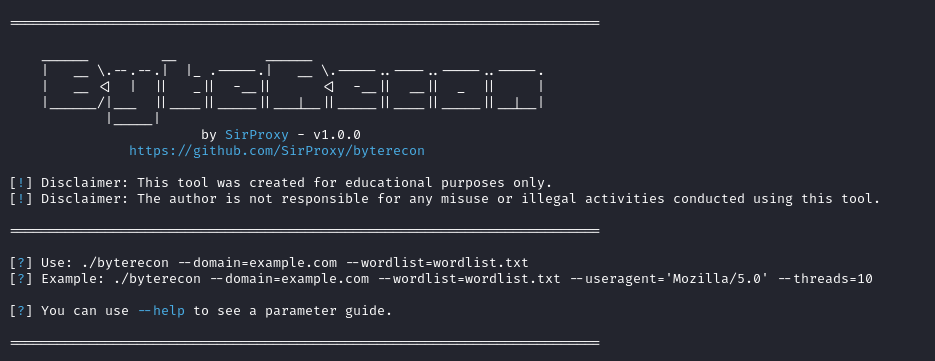 ByteRecon
by SirProxy - v1.0.0
https://github.com/SirProxy/byterecon
[!] Disclaimer: This tool was created for educational purposes only.
[!] Disclaimer: The author is not responsible for any misuse or illegal activities conducted using this tool.
[?] Use: ./byterecon --domain=example.com --wordlist=wordlist.txt
[?] Example: ./byterecon --domain=example.com --wordlist=wordlist.txt --useragent='Mozilla/5.0' --threads=10
[?] You can use --help to see a parameter guide.